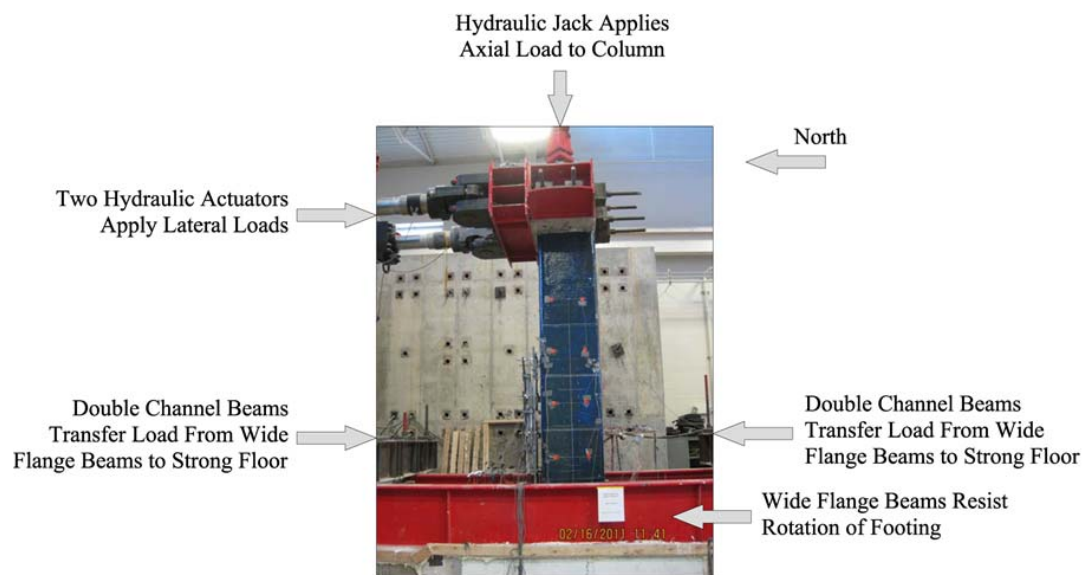 Hydraulic Jack Applies
Axial Load to Column
North
Two Hydraulic Actuators
Apply Lateral Loads
Double Channel Beams
Transfer Load From Wide
Flange Beams to Strong Floor
Double Channel Beams
Transfer Load From Wide
Flange Beams to Strong Floor
Wide Flange Beams Resist
Rotation of Footing
02/16/2011 11:41